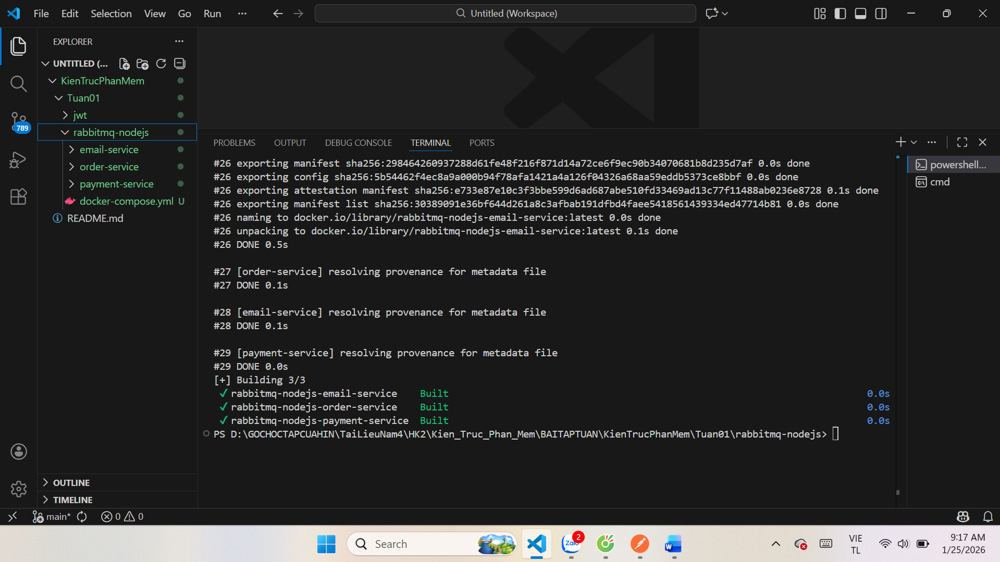 File Edit Selection View Go Run ··· Untitled (Workspace)
EXPLORER
UNTITLED (...
KienTrucPhanMem
Tuan01
jwt
rabbitmq-nodejs
email-service
order-service
payment-service
docker-compose.yml U
README.md
789
OUTLINE
TIMELINE
PROBLEMS OUTPUT DEBUG CONSOLE TERMINAL PORTS
#26 exporting manifest sha256:298464260937288d61fe48f216f871d14a72ce6f9ec90b34070681b8d235d7af 0.0s done
#26 exporting config sha256:5b54462f4ec8a9a000b94f78afa1421a4a126f04326a68aa59eddb5373ce8bbf 0.0s done
#26 exporting attestation manifest sha256:e733e87e10c3f3bbe599d6ad687abe510fd33469ad13c77f11488ab0236e8728 0.1s done
#26 exporting manifest list sha256:30389091e36bf644d261a8c3afbab191dfbd4faee5418561439334ed47714b81 0.0s done
#26 naming to docker.io/library/rabbitmq-nodejs-email-service:latest 0.0s done
#26 unpacking to docker.io/library/rabbitmq-nodejs-email-service:latest 0.1s done
#26 DONE 0.5s
#27 [order-service] resolving provenance for metadata file
#27 DONE 0.1s
#28 [email-service] resolving provenance for metadata file
#28 DONE 0.1s
#29 [payment-service] resolving provenance for metadata file
#29 DONE 0.0s
[+] Building 3/3
✓ rabbitmq-nodejs-email-service Built 0.0s
✓ rabbitmq-nodejs-order-service Built 0.0s
✓ rabbitmq-nodejs-payment-service Built 0.0s
PS D:\GOCHOCTAPCUAHIN\TaiLieuNam4\HK2\Kien_Truc_Phan_Mem\BAITAPTUAN\KienTrucPhanMem\Tuan01\rabbitmq-nodejs>
powershell...
cmd
main* 0 0
Search
Zalo
2
W
VIE
TL
9:17 AM
1/25/2026